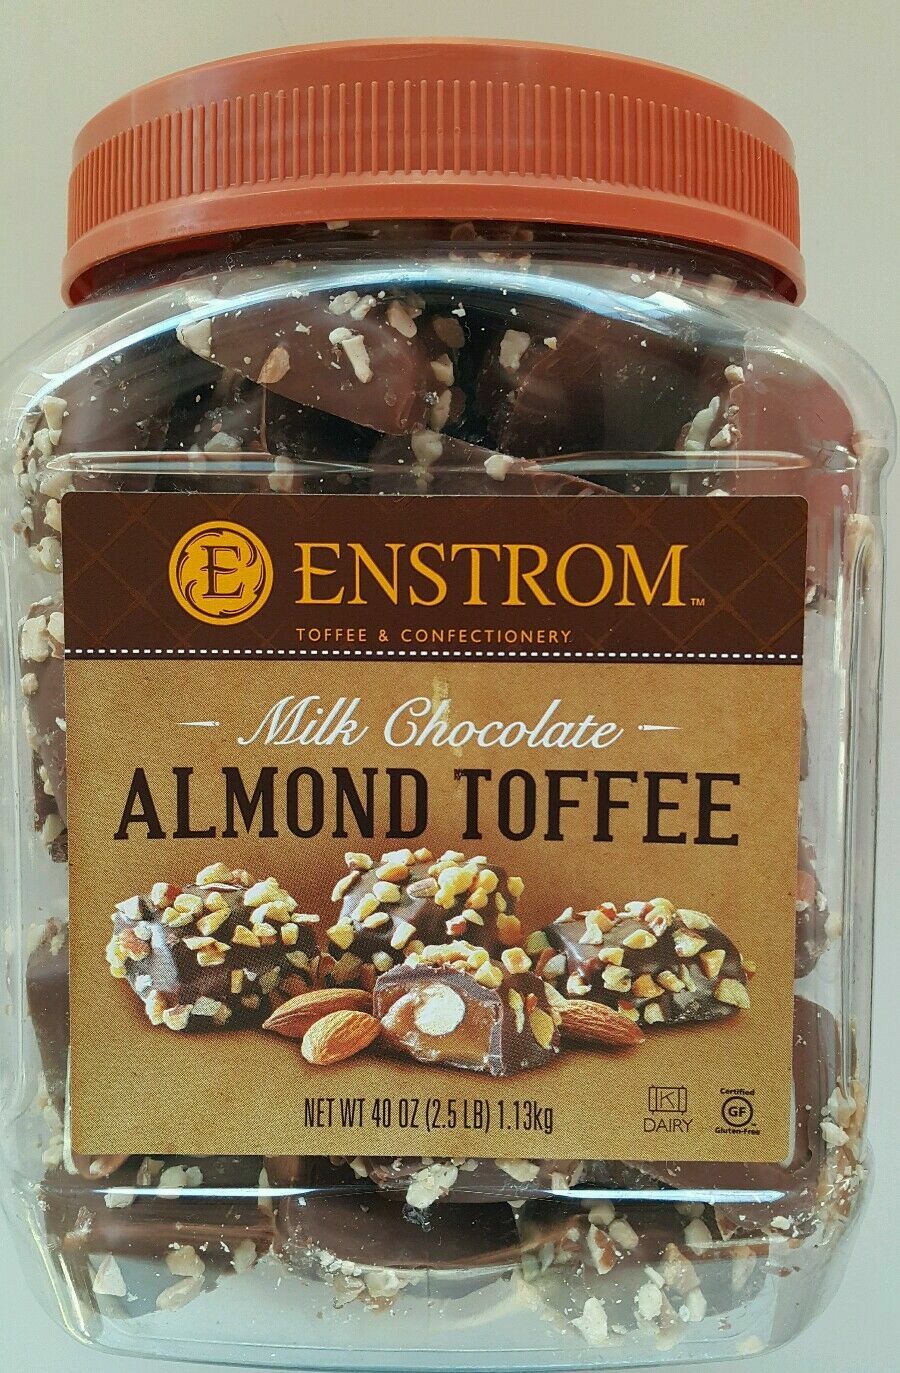 E ENSTROM™
TOFFEE & CONFECTIONERY
Milk Chocolate
ALMOND TOFFEE
NET WT 40 OZ (2.5 LB) 1.13kg
K
DAIRY
Certified
GF
Gluten-Free